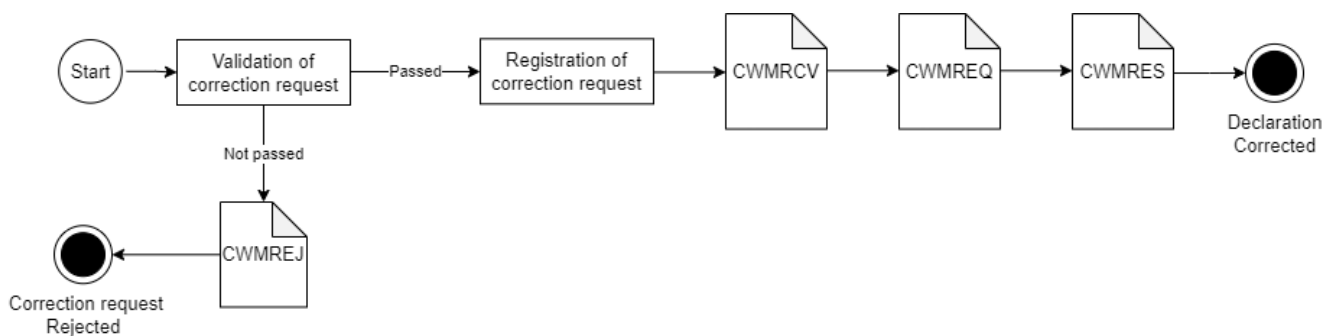 Start
Validation of
correction request
Passed
Registration of
correction request
CWMRCV
CWMREQ
CWMRES
Declaration
Corrected
Not passed
CWMREJ
Correction request
Rejected